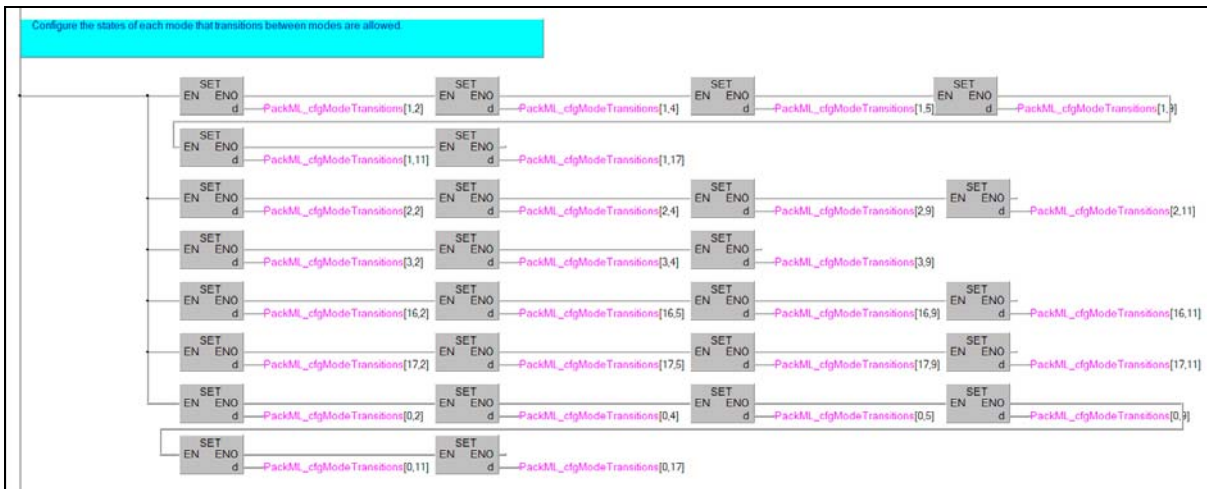 Configure the states of each mode that transitions between modes are allowed.
SET SET SET SET
EN ENO EN ENO EN ENO EN ENO
d PackML_cfgModeTransitions[1,2] d PackML_cfgModeTransitions[1,4] d PackML_cfgModeTransitions[1,5] d PackML_cfgModeTransitions[1,9]
SET SET
EN ENO EN ENO
d PackML_cfgModeTransitions[1,11] d PackML_cfgModeTransitions[1,17]
SET SET SET SET
EN ENO EN ENO EN ENO EN ENO
d PackML_cfgModeTransitions[2,2] d PackML_cfgModeTransitions[2,4] d PackML_cfgModeTransitions[2,9] d PackML_cfgModeTransitions[2,11]
SET SET SET
EN ENO EN ENO EN ENO
d PackML_cfgModeTransitions[3,2] d PackML_cfgModeTransitions[3,4] d PackML_cfgModeTransitions[3,9]
SET SET SET SET
EN ENO EN ENO EN ENO EN ENO
d PackML_cfgModeTransitions[16,2] d PackML_cfgModeTransitions[16,5] d PackML_cfgModeTransitions[16,9] d PackML_cfgModeTransitions[16,11]
SET SET SET SET
EN ENO EN ENO EN ENO EN ENO
d PackML_cfgModeTransitions[17,2] d PackML_cfgModeTransitions[17,5] d PackML_cfgModeTransitions[17,9] d PackML_cfgModeTransitions[17,11]
SET SET SET SET
EN ENO EN ENO EN ENO EN ENO
d PackML_cfgModeTransitions[0,2] d PackML_cfgModeTransitions[0,4] d PackML_cfgModeTransitions[0,5] d PackML_cfgModeTransitions[0,9]
SET SET
EN ENO EN ENO
d PackML_cfgModeTransitions[0,11] d PackML_cfgModeTransitions[0,17]